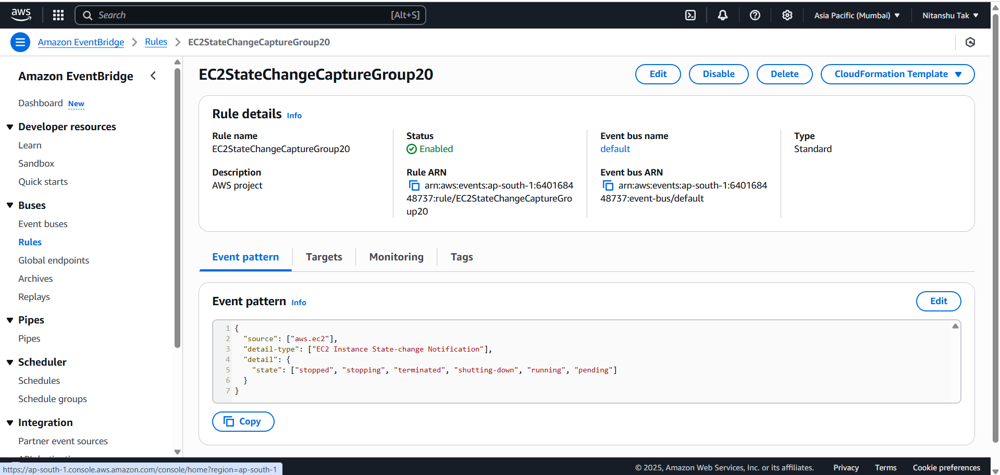 aws
Search
[Alt+S]
Asia Pacific (Mumbai)
Nitanshu Tak
Amazon EventBridge
Rules
EC2StateChangeCaptureGroup20
Amazon EventBridge
Dashboard New
Developer resources
Learn
Sandbox
Quick starts
Buses
Event buses
Rules
Global endpoints
Archives
Replays
Pipes
Pipes
Scheduler
Schedules
Schedule groups
Integration
Partner event sources
EC2StateChangeCaptureGroup20
Edit
Disable
Delete
CloudFormation Template
Rule details Info
Rule name
EC2StateChangeCaptureGroup20
Description
AWS project
Status
Enabled
Rule ARN
arn:aws:events:ap-south-1:6401684
48737:rule/EC2StateChangeCaptureGro
up20
Event bus name
default
Event bus ARN
arn:aws:events:ap-south-1:6401684
48737:event-bus/default
Type
Standard
Event pattern
Targets
Monitoring
Tags
Event pattern Info
Edit
1 {
2 "source": ["aws.ec2"],
3 "detail-type": ["EC2 Instance State-change Notification"],
4 "detail": {
5 "state": ["stopped", "stopping", "terminated", "shutting-down", "running", "pending"]
6 }
7 }
Copy
https://ap-south-1.console.aws.amazon.com/console/home?region=ap-south-1
© 2025, Amazon Web Services, Inc. or its affiliates.
Privacy
Terms
Cookie preferences